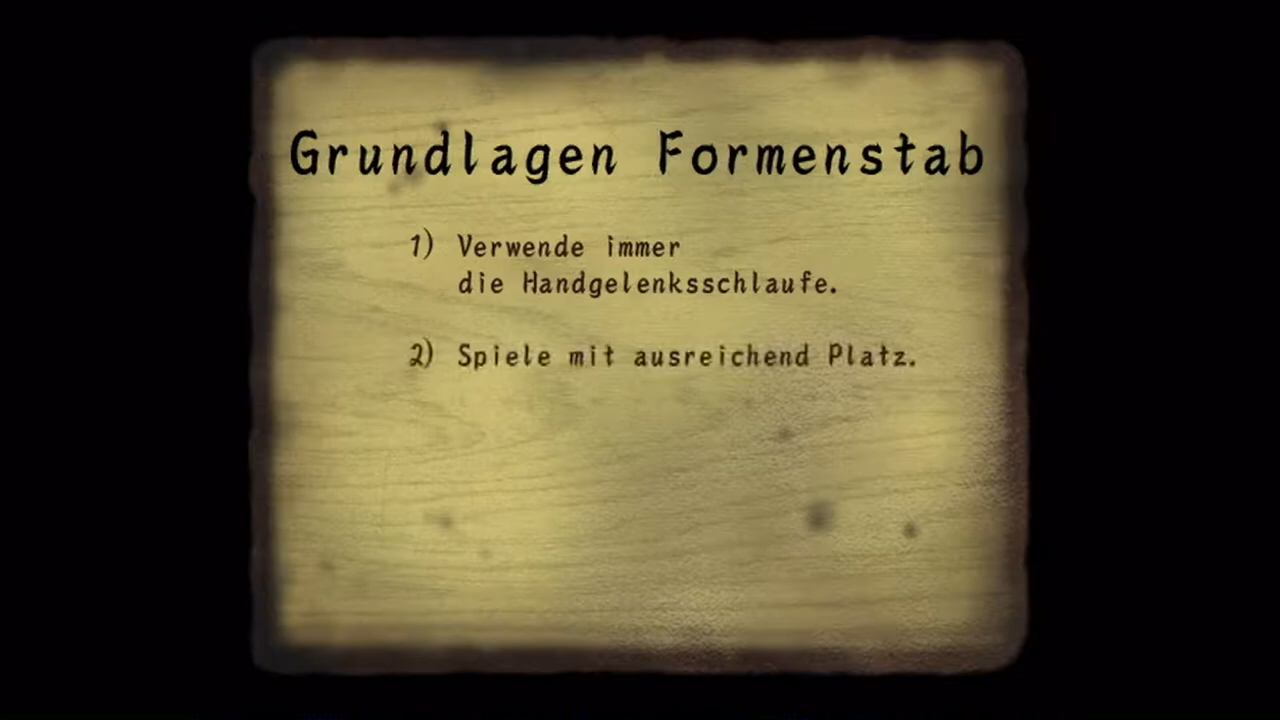 Grundlagen Formenstab
1) Verwende immer
die Handgelenksschlaufe.
2) Spiele mit ausreichend Platz.